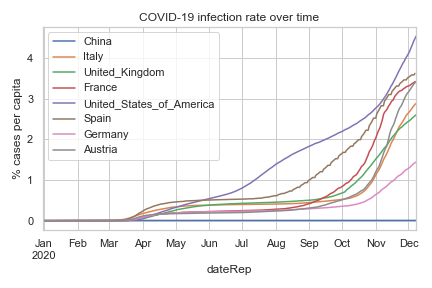 COVID-19 infection rate over time
% cases per capita
4
3
2
1
0
China
Italy
United_Kingdom
France
United_States_of_America
Spain
Germany
Austria
Jan Feb Mar Apr May Jun Jul Aug Sep Oct Nov Dec
2020
dateRep